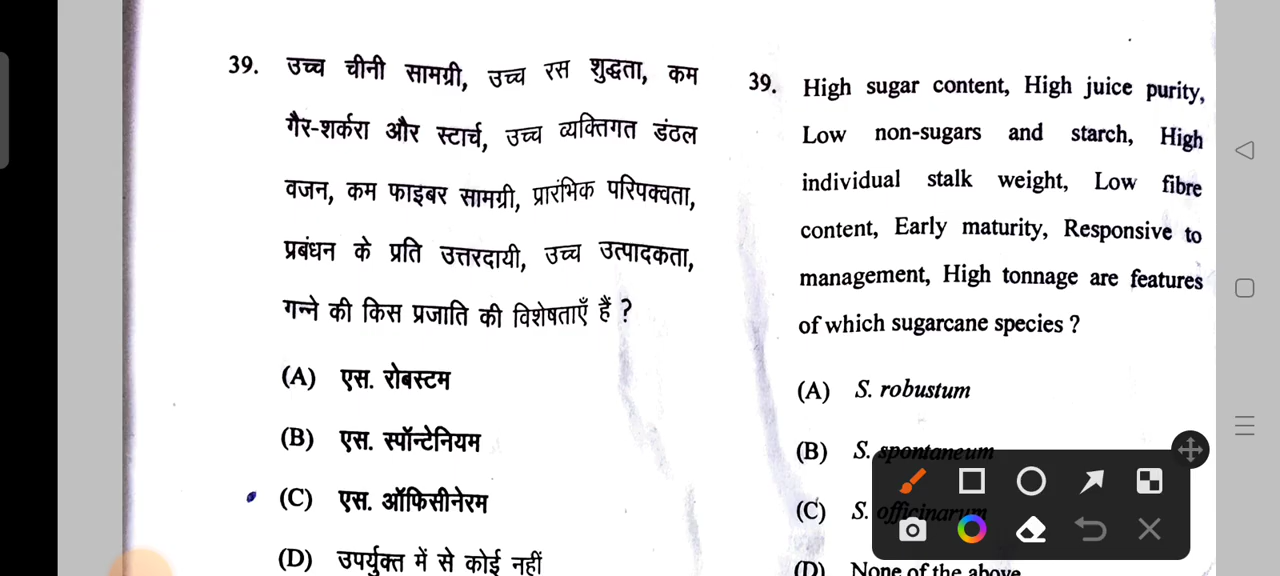 39. उच्च चीनी सामग्री, उच्च रस शुद्धता, कम
गैर-शर्करा और स्टार्च, उच्च व्यक्तिगत डंठल
वजन, कम फाइबर सामग्री, प्रारंभिक परिपक्वता,
प्रबंधन के प्रति उत्तरदायी, उच्च उत्पादकता,
गन्ने की किस प्रजाति की विशेषताएँ हैं ?
(A) एस. रोबस्टम
(B) एस. स्पॉन्टेनियम
(C) एस. ऑफिसीनेरम
(D) उपर्युक्त में से कोई नहीं
39. High sugar content, High juice purity,
Low non-sugars and starch, High
individual stalk weight, Low fibre
content, Early maturity, Responsive to
management, High tonnage are features
of which sugarcane species ?
(A) S. robustum
(B) S. spontaneum
(C) S. officinarum
(D) None of the above